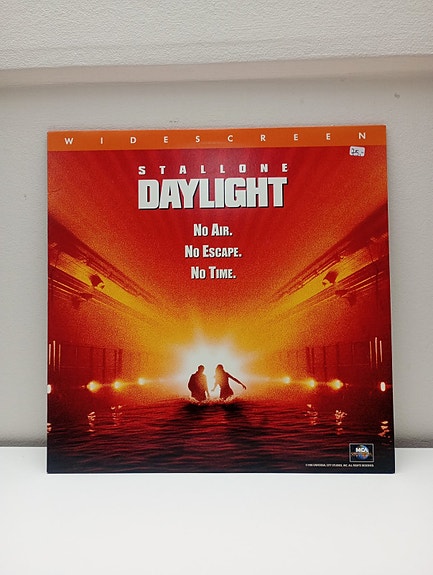 WIDESCREEN
STALLONE
DAYLIGHT
NO AIR.
NO ESCAPE.
NO TIME.
MCA